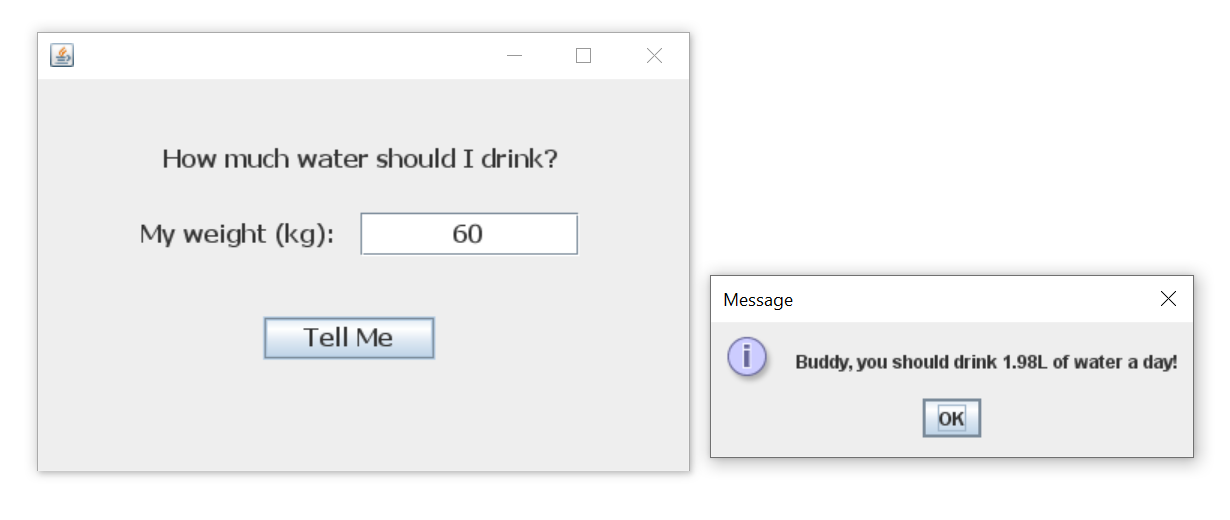 How much water should I drink?
My weight (kg): 60
Tell Me
Message
Buddy, you should drink 1.98L of water a day!
OK